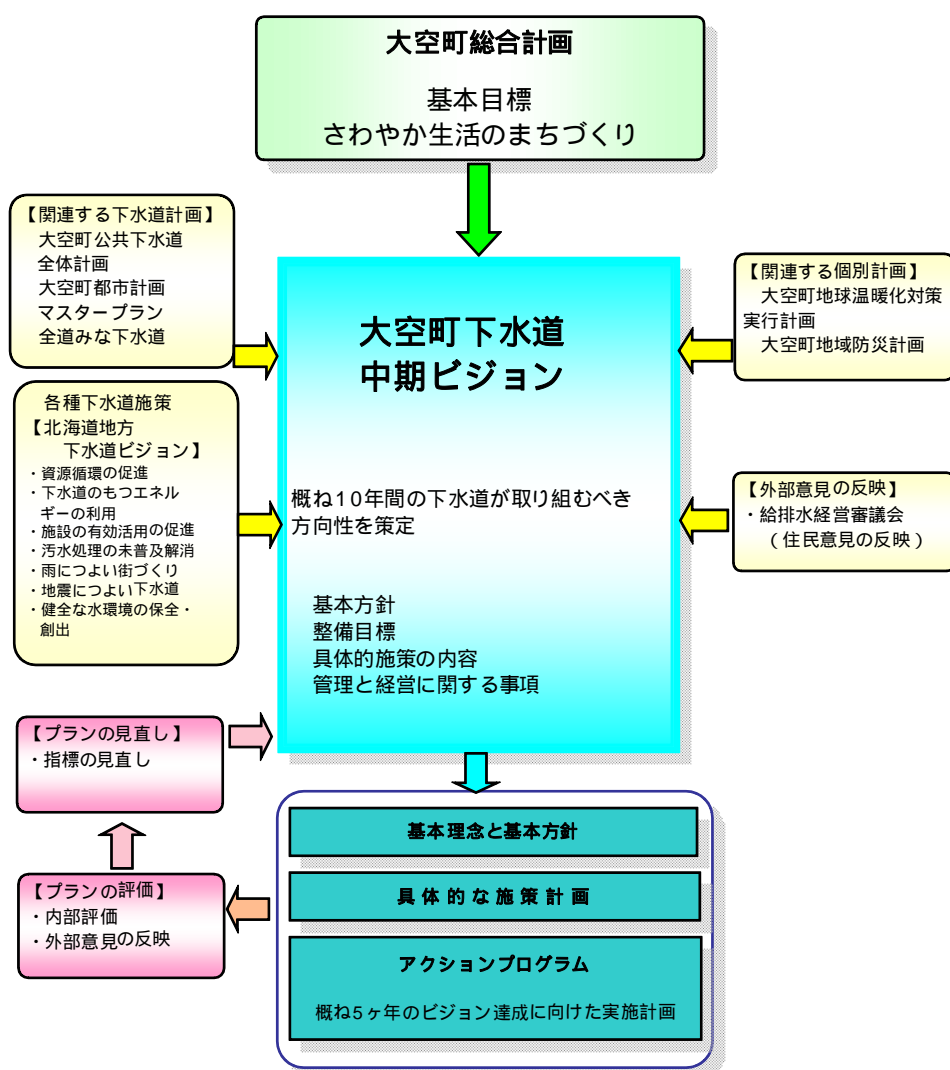 大空町総合計画
基本目標
さわやか生活のまちづくり
【関連する下水道計画】
大空町公共下水道
全体計画
大空町都市計画
マスタープラン
全道みな下水道
各種下水道施策
【北海道地方
下水道ビジョン】
・資源循環の促進
・下水道のもつエネル
ギーの利用
・施設の有効活用の促進
・汚水処理の未普及解消
・雨につよい街づくり
・地震につよい下水道
・健全な水環境の保全・
創出
大空町下水道
中期ビジョン
概ね10年間の下水道が取り組むべき
方向性を策定
基本方針
整備目標
具体的施策の内容
管理と経営に関する事項
【関連する個別計画】
大空町地球温暖化対策
実行計画
大空町地域防災計画
【外部意見の反映】
・給排水経営審議会
（住民意見の反映）
【プランの見直し】
・指標の見直し
【プランの評価】
・内部評価
・外部意見の反映
基本理念と基本方針
具体的な施策計画
アクションプログラム
概ね5ヶ年のビジョン達成に向けた実施計画